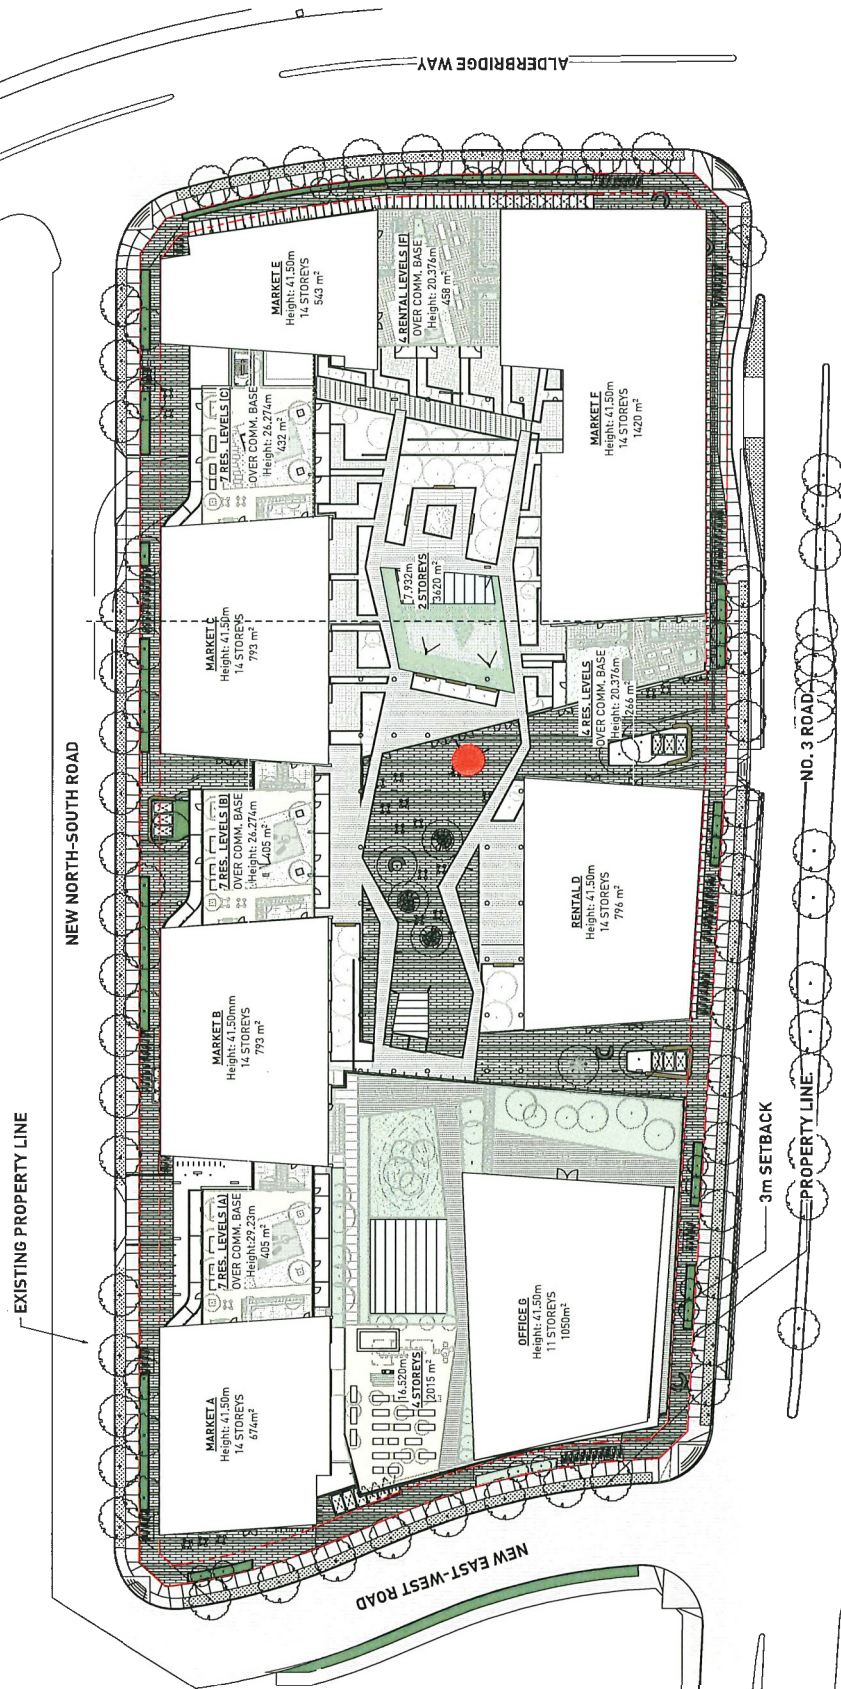 ALDERBRIDGE WAY
MARKET E
Height: 41.50m
14 STOREYS
543 m²
4 RENTAL LEVELS (F)
OVER COMM. BASE
Height: 20.376m
458 m²
7 RES. LEVELS (C)
OVER COMM. BASE
Height: 26.274m
432 m²
MARKET F
Height: 41.50m
14 STOREYS
1420 m²
7.932m
2 STOREYS
3620 m²
MARKET C
Height: 41.50m
14 STOREYS
793 m²
4 RES. LEVELS
OVER COMM. BASE
Height: 20.376m
266 m²
NO. 3 ROAD
NEW NORTH-SOUTH ROAD
7 RES. LEVELS (B)
OVER COMM. BASE
Height: 26.274m
405 m²
RENTAL D
Height: 41.50m
14 STOREYS
796 m²
MARKET B
Height: 41.50mm
14 STOREYS
793 m²
EXISTING PROPERTY LINE
3m SETBACK
PROPERTY LINE
7 RES. LEVELS (A)
OVER COMM. BASE
Height: 29.23m
405 m²
OFFICE G
Height: 41.50m
11 STOREYS
1050m²
16.520m
4 STOREYS
2015 m²
MARKET A
Height: 41.50m
14 STOREYS
674m²
NEW EAST-WEST ROAD